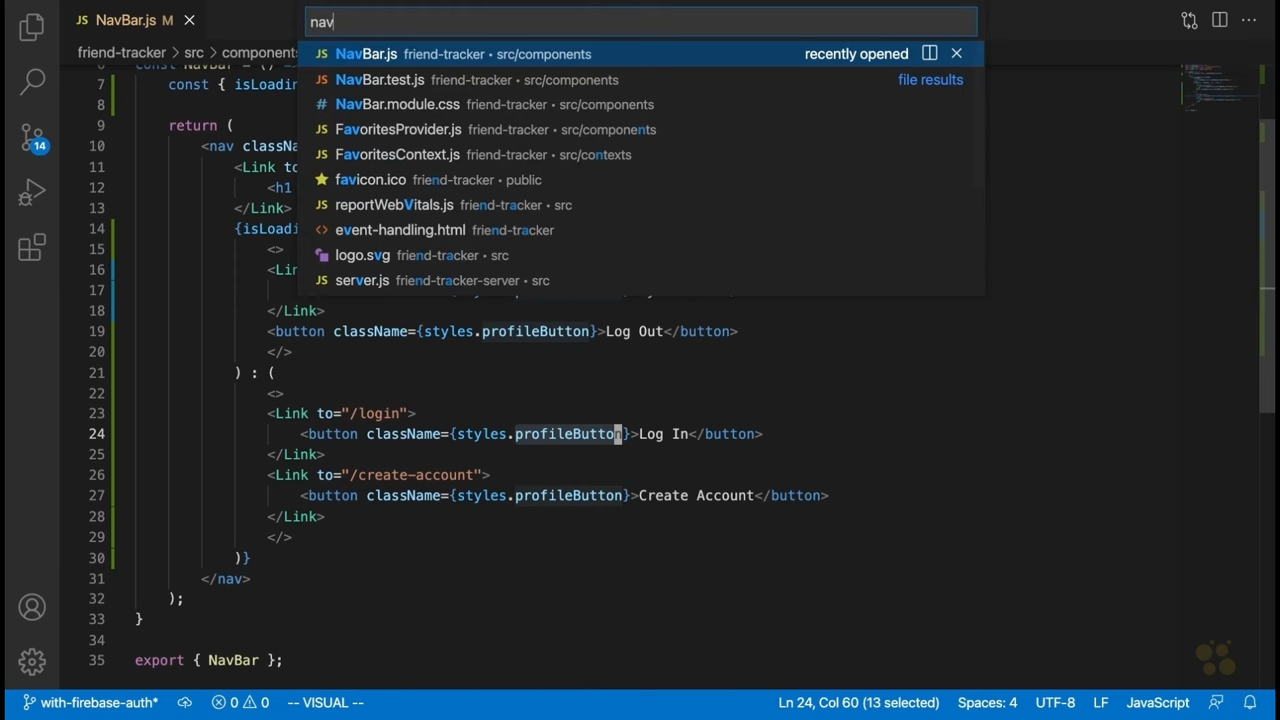 NavBar.js M
nav
friend-tracker > src > components
NavBar.js friend-tracker • src/components recently opened
NavBar.test.js friend-tracker • src/components file results
NavBar.module.css friend-tracker • src/components
FavoritesProvider.js friend-tracker • src/components
FavoritesContext.js friend-tracker • src/contexts
favicon.ico friend-tracker • public
reportWebVitals.js friend-tracker • src
event-handling.html friend-tracker
logo.svg friend-tracker • src
server.js friend-tracker-server • src
7 const { isLoadin
8
9 return (
10 <nav classNa
11 <Link to
12 <h1
13 </Link>
14 {isLoadi
15 <>
16 <Lin
17
18 </Link>
19 <button className={styles.profileButton}>Log Out</button>
20 </>
21 ) : (
22 <>
23 <Link to="/login">
24 <button className={styles.profileButton}>Log In</button>
25 </Link>
26 <Link to="/create-account">
27 <button className={styles.profileButton}>Create Account</button>
28 </Link>
29 </>
30 )}
31 </nav>
32 );
33 }
34
35 export { NavBar };
14
with-firebase-auth* 0 0 -- VISUAL -- Ln 24, Col 60 (13 selected) Spaces: 4 UTF-8 LF JavaScript